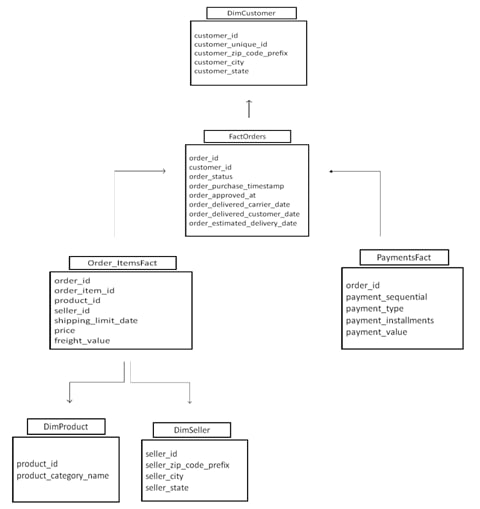 DimCustomer
customer_id
customer_unique_id
customer_zip_code_prefix
customer_city
customer_state
FactOrders
order_id
customer_id
order_status
order_purchase_timestamp
order_approved_at
order_delivered_carrier_date
order_delivered_customer_date
order_estimated_delivery_date
Order_ItemsFact
order_id
order_item_id
product_id
seller_id
shipping_limit_date
price
freight_value
PaymentsFact
order_id
payment_sequential
payment_type
payment_installments
payment_value
DimProduct
product_id
product_category_name
DimSeller
seller_id
seller_zip_code_prefix
seller_city
seller_state